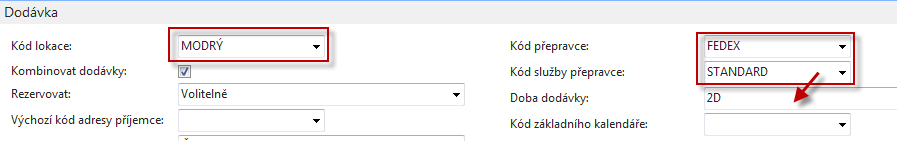 Dodávka
Kód lokace: MODRÝ
Kombinovat dodávky:
Rezervovat: Volitelně
Výchozí kód adresy příjemce:
Kód přepravce: FEDEX
Kód služby přepravce: STANDARD
Doba dodávky: 2D
Kód základního kalendáře: